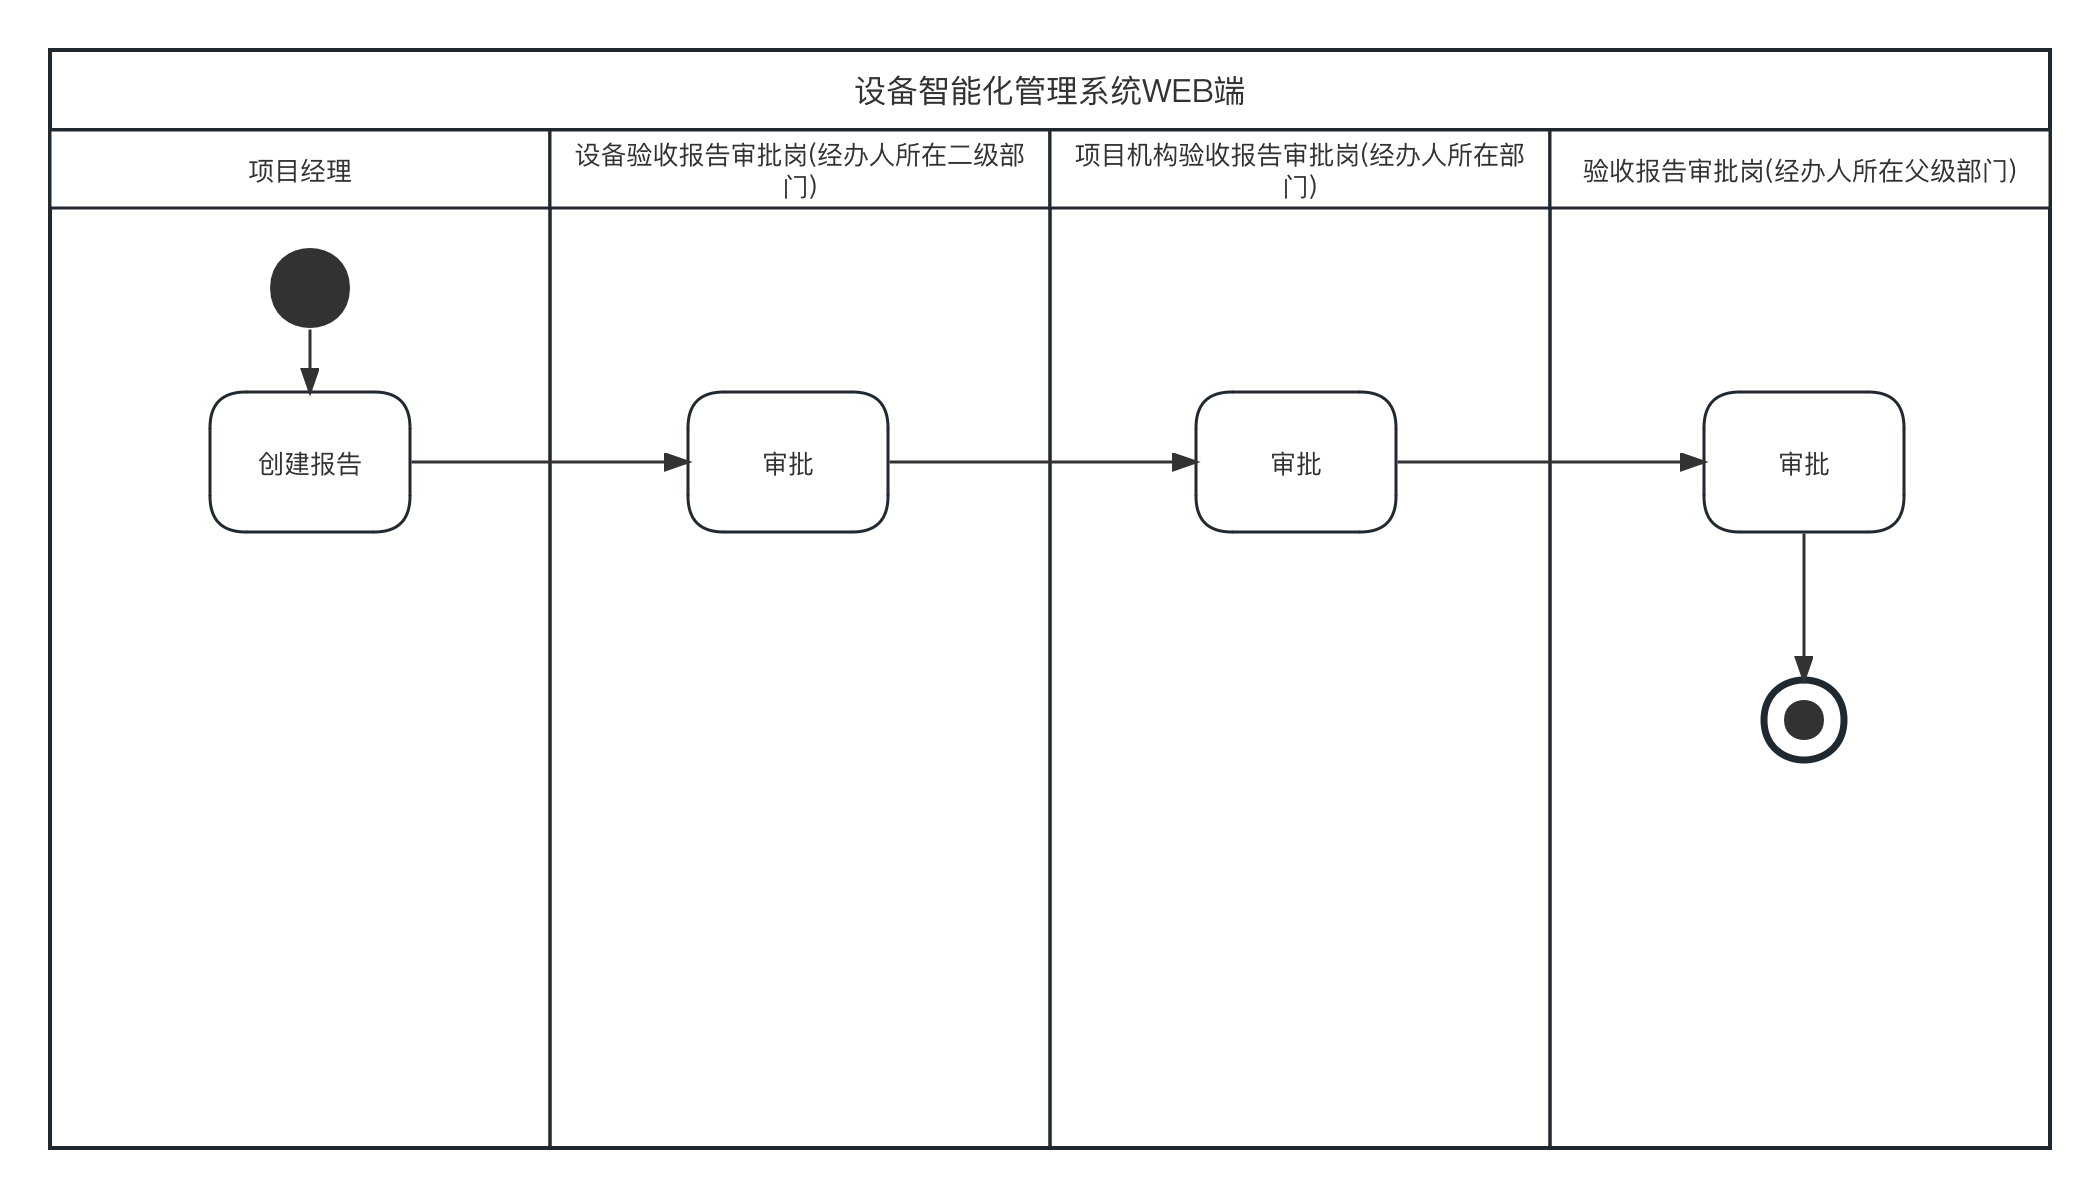 设备智能化管理系统WEB端
项目经理
设备验收报告审批岗(经办人所在二级部
门)
项目机构验收报告审批岗(经办人所在部
门)
验收报告审批岗(经办人所在父级部门)
创建报告
审批
审批
审批